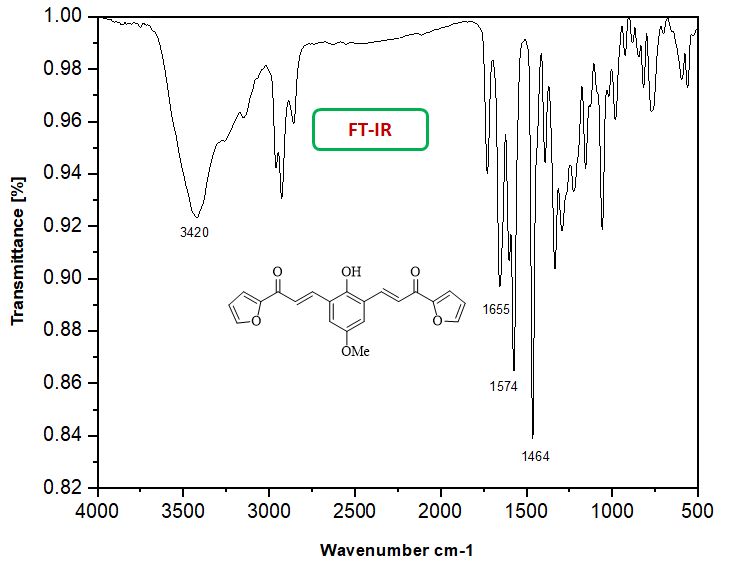 1.00
0.98
0.96
0.94
0.92
0.90
0.88
0.86
0.84
0.82
Transmittance [%]
FT-IR
3420
1655
1574
1464
O
OH
O
O
O
OMe
4000 3500 3000 2500 2000 1500 1000 500
Wavenumber cm-1